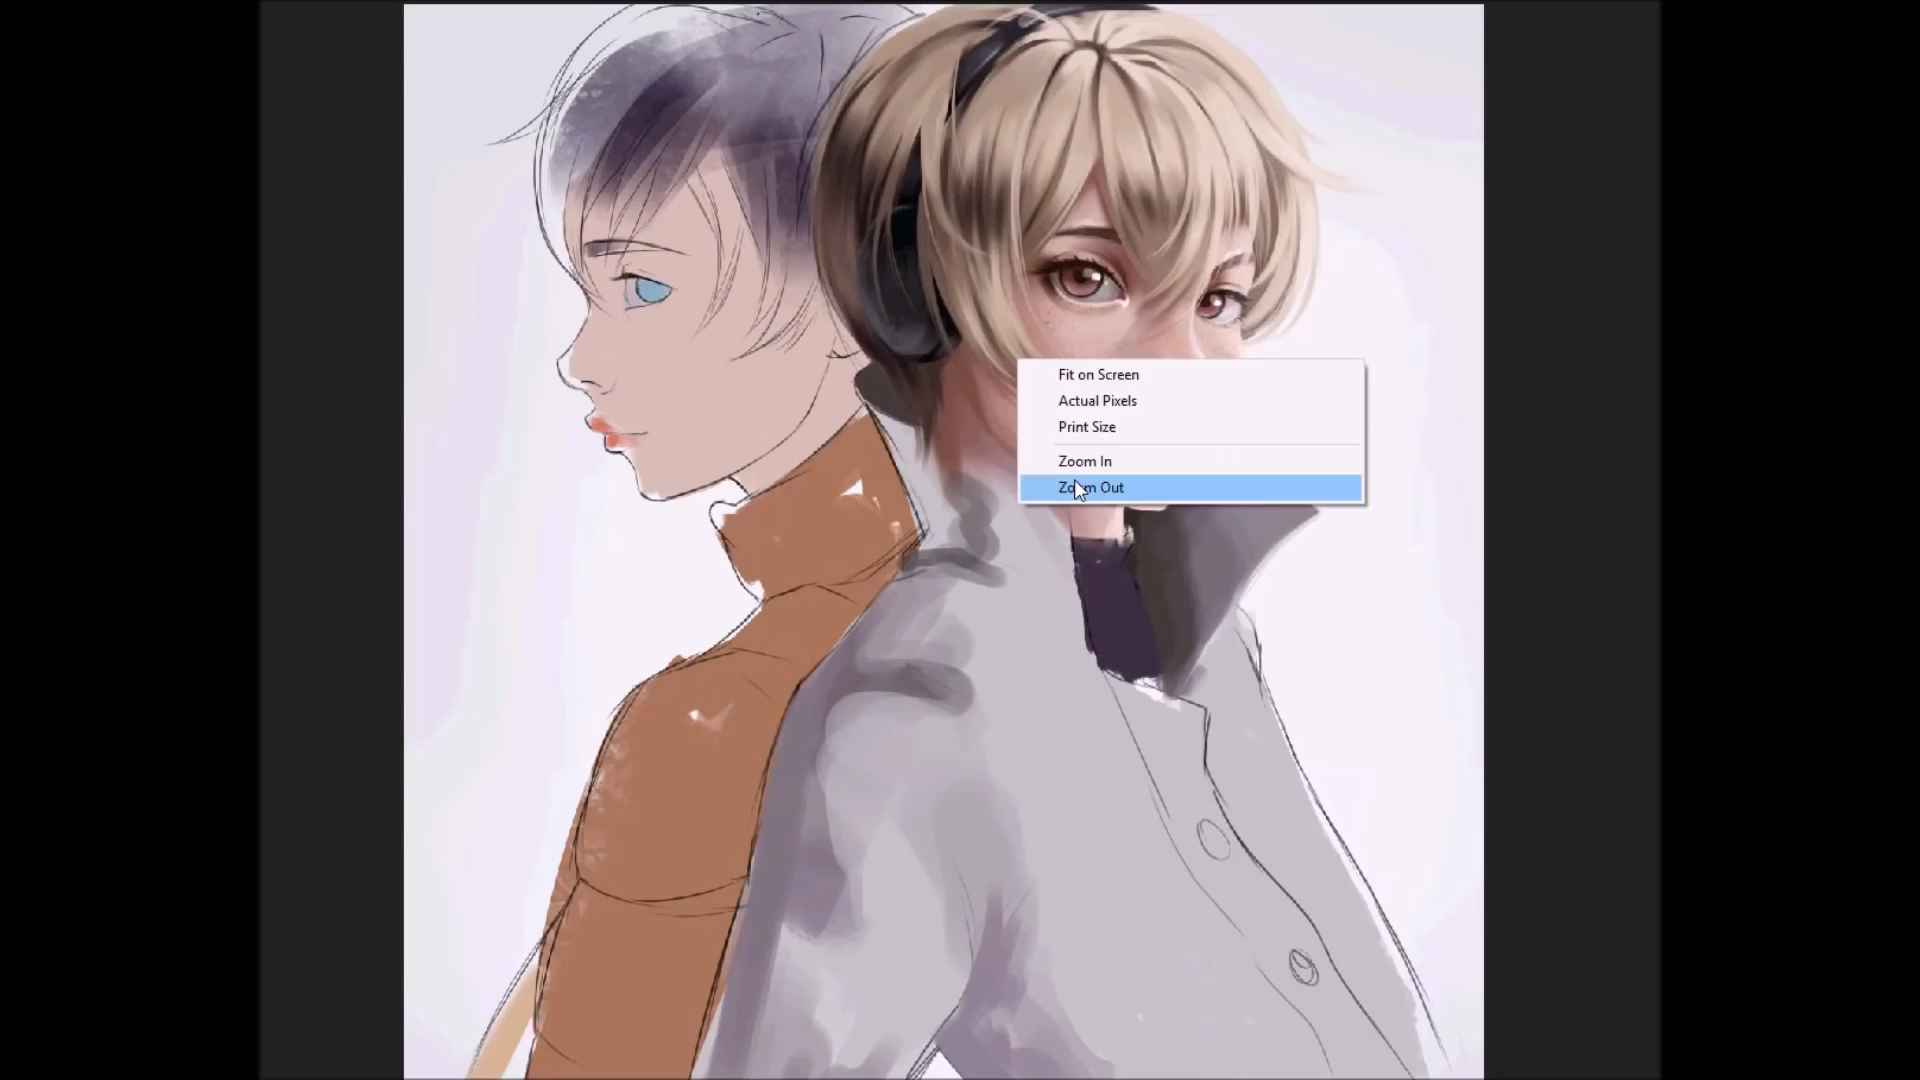 Fit on Screen
Actual Pixels
Print Size
Zoom In
Zoom Out